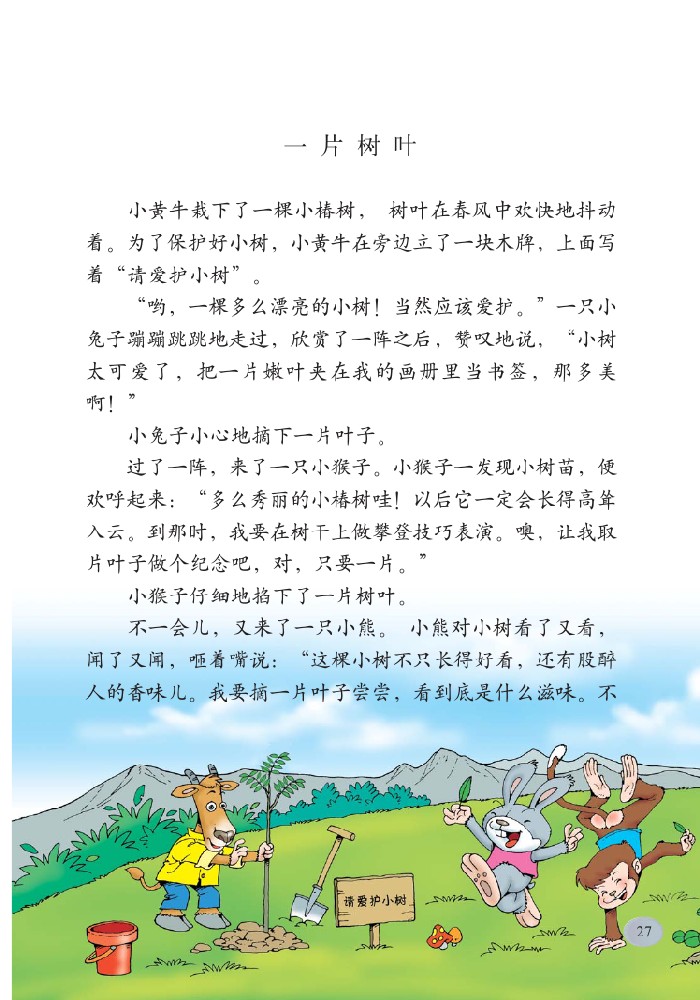 一片树叶
小黄牛栽下了一棵小椿树， 树叶在春风中欢快地抖动
着。为了保护好小树，小黄牛在旁边立了一块木牌，上面写
着“请爱护小树”。
“哟，一棵多么漂亮的小树！当然应该爱护。”一只小
兔子蹦蹦跳跳地走过，欣赏了一阵之后，赞叹地说，“小树
太可爱了，把一片嫩叶夹在我的画册里当书签，那多美
啊！”
小兔子小心地摘下一片叶子。
过了一阵，来了一只小猴子。小猴子一发现小树苗，便
欢呼起来：“多么秀丽的小椿树哇！以后它一定会长得高耸
入云。到那时，我要在树干上做攀登技巧表演。噢，让我取
片叶子做个纪念吧，对，只要一片。”
小猴子仔细地掐下了一片树叶。
不一会儿，又来了一只小熊。 小熊对小树看了又看，
闻了又闻，咂着嘴说：“这棵小树不只长得好看，还有股醉
人的香味儿。我要摘一片叶子尝尝，看到底是什么滋味。不
请爱护小树
27